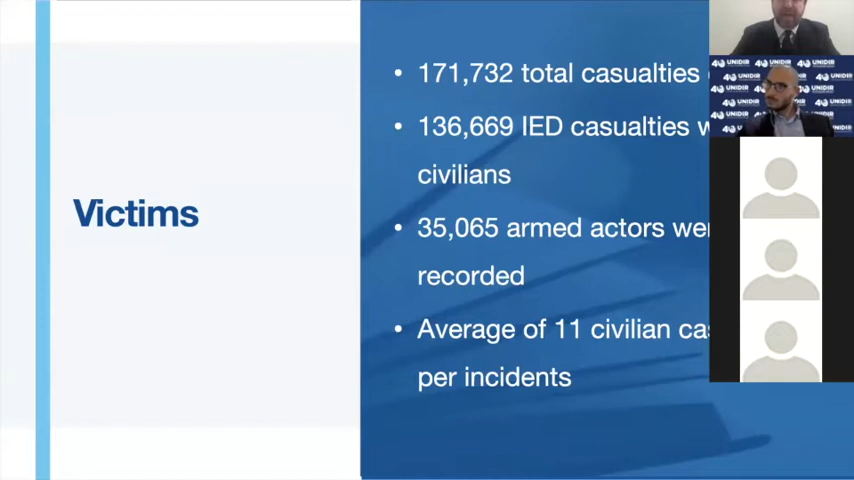 Victims
• 171,732 total casualties
• 136,669 IED casualties
civilians
• 35,065 armed actors
recorded
• Average of 11 civilian
per incidents
UNIDIR